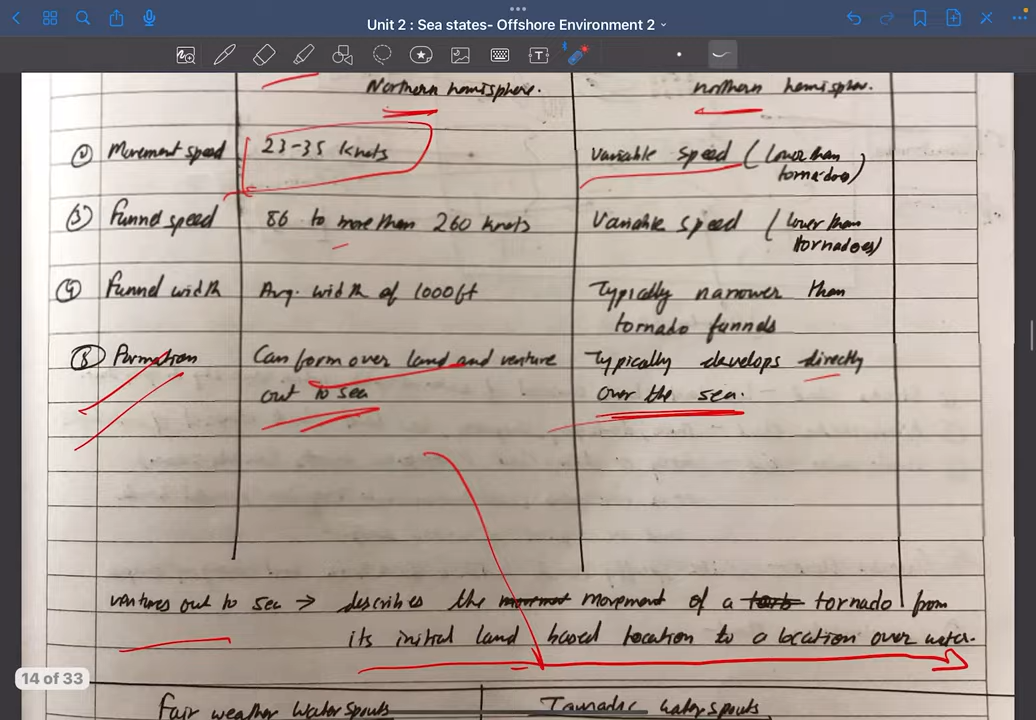 Unit 2 : Sea states- Offshore Environment 2
Northern hemisphere. northern hemispher.
② Movement speed 23-35 knots variable speed (lower than
tornadoes)
③ Funnel speed 86 to more than 260 knots Variable speed (lower than
tornadoes)
④ Funnel width Avg. width of 1000ft Typically narrower than
tornado funnels
⑤ Formation Can form over land and venture Typically develops directly
out to sea over the sea.
ventures out to sea → describes the movement of a tornado from
its initial land based location to a location over water.
14 of 33
Fair weather Waterspouts Tornadic waterspouts